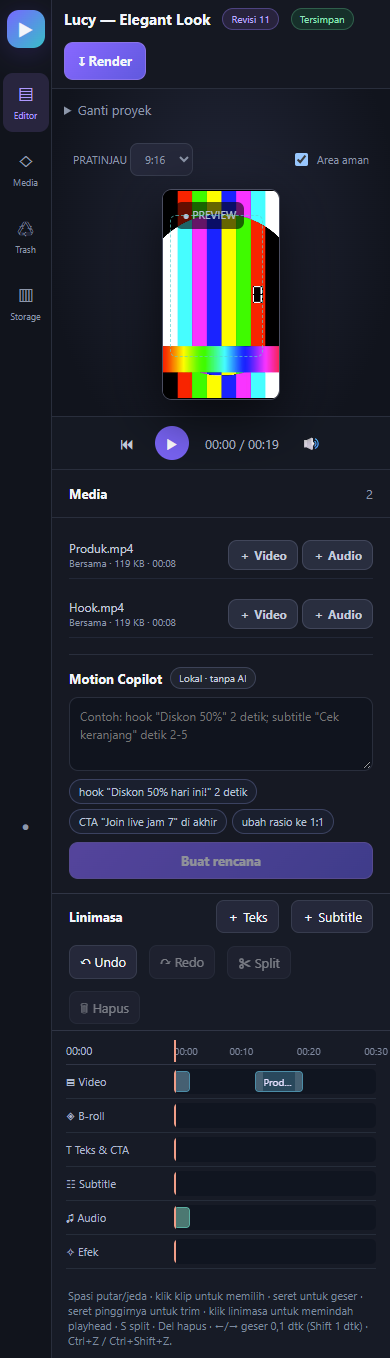 Lucy — Elegant Look
Revisi 11
Tersimpan
Render
Editor
Media
Trash
Storage
Ganti proyek
PRATINJAU
9:16
Area aman
PREVIEW
00:00 / 00:19
Media
2
Produk.mp4
Bersama · 119 KB · 00:08
+ Video
+ Audio
Hook.mp4
Bersama · 119 KB · 00:08
+ Video
+ Audio
Motion Copilot
Lokal · tanpa AI
Contoh: hook "Diskon 50%" 2 detik; subtitle "Cek
keranjang" detik 2-5
hook "Diskon 50% hari ini!" 2 detik
CTA "Join live jam 7" di akhir
ubah rasio ke 1:1
Buat rencana
Linimasa
+ Teks
+ Subtitle
Undo
Redo
Split
Hapus
00:00
00:00
00:10
00:20
00:30
Video
Prod...
B-roll
T Teks & CTA
Subtitle
Audio
Efek
Spasi putar/jeda · klik klip untuk memilih · seret untuk geser ·
seret pinggirnya untuk trim · klik linimasa untuk memindah
playhead · S split · Del hapus · ←/→ geser 0,1 dtk (Shift 1 dtk) ·
Ctrl+Z / Ctrl+Shift+Z.